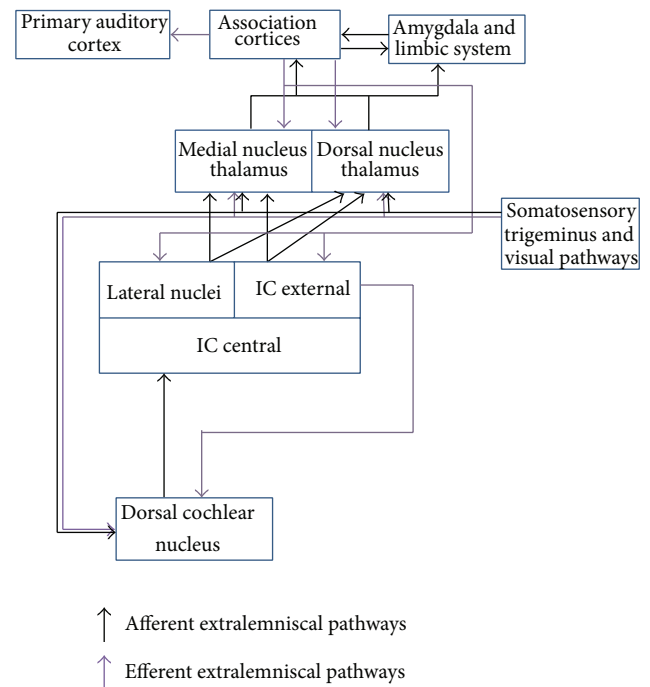 Primary auditory
cortex
Association
cortices
Amygdala and
limbic system
Medial nucleus
thalamus
Dorsal nucleus
thalamus
Somatosensory
trigeminus and
visual pathways
Lateral nuclei
IC external
IC central
Dorsal cochlear
nucleus
Afferent extralemniscal pathways
Efferent extralemniscal pathways